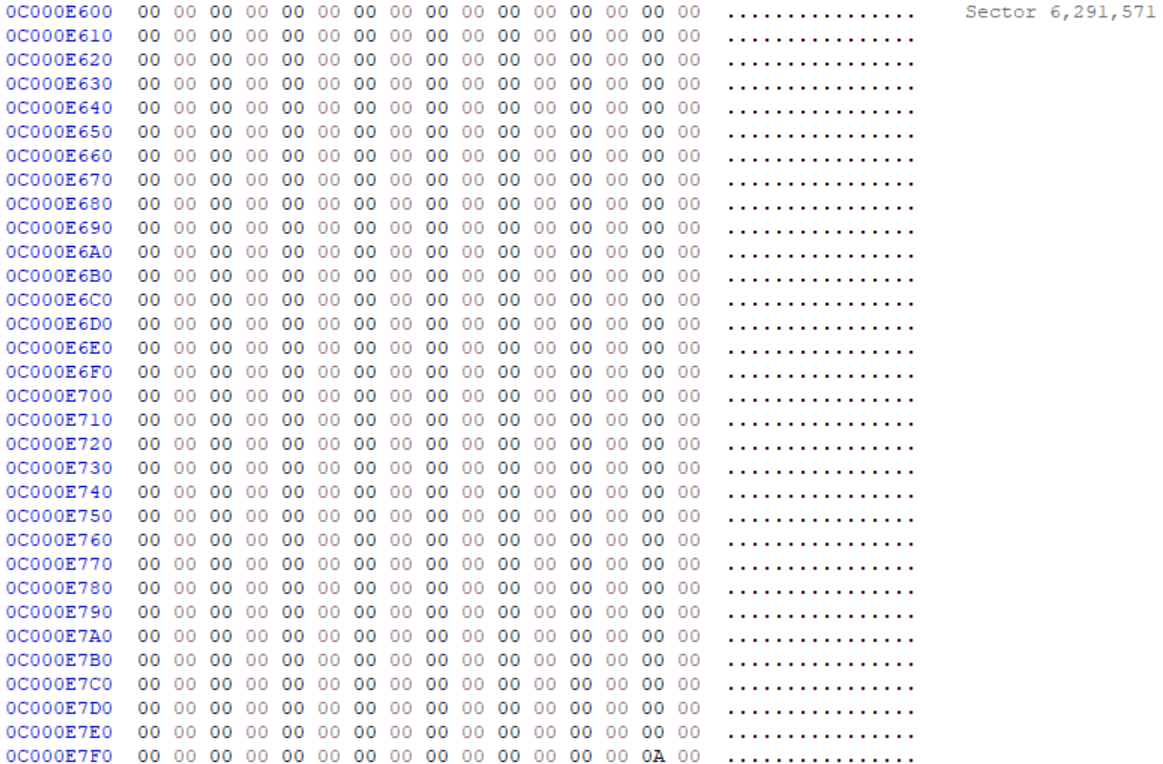 0C000E600 00 00 00 00 00 00 00 00 00 00 00 00 00 00 00 00 ................ Sector 6,291,571
0C000E610 00 00 00 00 00 00 00 00 00 00 00 00 00 00 00 00 ................
0C000E620 00 00 00 00 00 00 00 00 00 00 00 00 00 00 00 00 ................
0C000E630 00 00 00 00 00 00 00 00 00 00 00 00 00 00 00 00 ................
0C000E640 00 00 00 00 00 00 00 00 00 00 00 00 00 00 00 00 ................
0C000E650 00 00 00 00 00 00 00 00 00 00 00 00 00 00 00 00 ................
0C000E660 00 00 00 00 00 00 00 00 00 00 00 00 00 00 00 00 ................
0C000E670 00 00 00 00 00 00 00 00 00 00 00 00 00 00 00 00 ................
0C000E680 00 00 00 00 00 00 00 00 00 00 00 00 00 00 00 00 ................
0C000E690 00 00 00 00 00 00 00 00 00 00 00 00 00 00 00 00 ................
0C000E6A0 00 00 00 00 00 00 00 00 00 00 00 00 00 00 00 00 ................
0C000E6B0 00 00 00 00 00 00 00 00 00 00 00 00 00 00 00 00 ................
0C000E6C0 00 00 00 00 00 00 00 00 00 00 00 00 00 00 00 00 ................
0C000E6D0 00 00 00 00 00 00 00 00 00 00 00 00 00 00 00 00 ................
0C000E6E0 00 00 00 00 00 00 00 00 00 00 00 00 00 00 00 00 ................
0C000E6F0 00 00 00 00 00 00 00 00 00 00 00 00 00 00 00 00 ................
0C000E700 00 00 00 00 00 00 00 00 00 00 00 00 00 00 00 00 ................
0C000E710 00 00 00 00 00 00 00 00 00 00 00 00 00 00 00 00 ................
0C000E720 00 00 00 00 00 00 00 00 00 00 00 00 00 00 00 00 ................
0C000E730 00 00 00 00 00 00 00 00 00 00 00 00 00 00 00 00 ................
0C000E740 00 00 00 00 00 00 00 00 00 00 00 00 00 00 00 00 ................
0C000E750 00 00 00 00 00 00 00 00 00 00 00 00 00 00 00 00 ................
0C000E760 00 00 00 00 00 00 00 00 00 00 00 00 00 00 00 00 ................
0C000E770 00 00 00 00 00 00 00 00 00 00 00 00 00 00 00 00 ................
0C000E780 00 00 00 00 00 00 00 00 00 00 00 00 00 00 00 00 ................
0C000E790 00 00 00 00 00 00 00 00 00 00 00 00 00 00 00 00 ................
0C000E7A0 00 00 00 00 00 00 00 00 00 00 00 00 00 00 00 00 ................
0C000E7B0 00 00 00 00 00 00 00 00 00 00 00 00 00 00 00 00 ................
0C000E7C0 00 00 00 00 00 00 00 00 00 00 00 00 00 00 00 00 ................
0C000E7D0 00 00 00 00 00 00 00 00 00 00 00 00 00 00 00 00 ................
0C000E7E0 00 00 00 00 00 00 00 00 00 00 00 00 00 00 00 00 ................
0C000E7F0 00 00 00 00 00 00 00 00 00 00 00 00 00 00 0A 00 ................